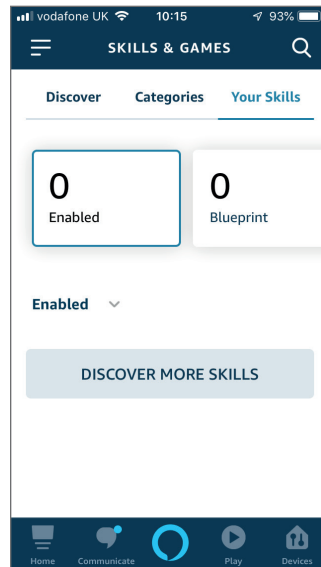 vodafone UK 10:15 93%
SKILLS & GAMES
Discover Categories Your Skills
0 0
Enabled Blueprint
Enabled
DISCOVER MORE SKILLS
Home Communicate Play Devices